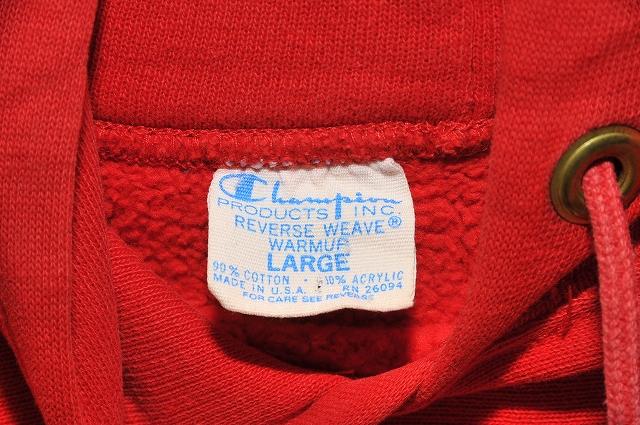 Champion
PRODUCTS INC.
REVERSE WEAVE®
WARMUP
LARGE
90% COTTON · 10% ACRYLIC
MADE IN U.S.A. RN 26094
FOR CARE SEE REVERSE